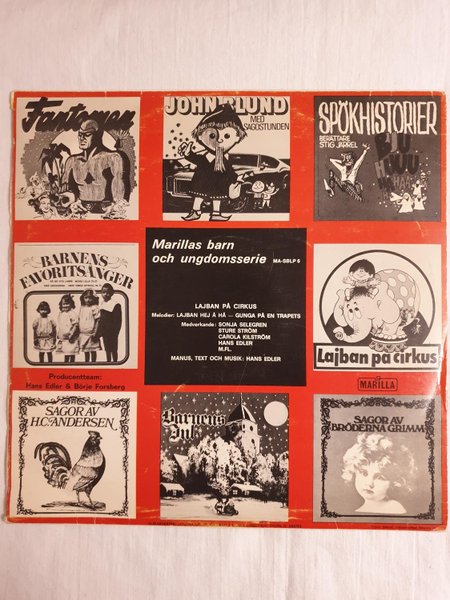 Fantomen
JOHN BLUND
MED
SAGOSTUNDEN
SPÖKHISTORIER
BERÄTTARE
STIG JÄRREL
Marillas barn
och ungdomsserie MA-SBLP 6
LAJBAN PÅ CIRKUS
Melodier: LAJBAN HEJ Å HÅ — GUNGA PÅ EN TRAPETS
Medverkande: SONJA SELEGREN
STURE STRÖM
CAROLA KILSTRÖM
HANS EDLER
M.FL.
MANUS, TEXT OCH MUSIK: HANS EDLER
BARNENS
FAVORITSÅNGER
Lajban på cirkus
Producentteam:
Hans Edler & Börje Forsberg
MARILLA
SAGOR AV
H.C. ANDERSEN
Barnens
Jul
SAGOR AV
BRÖDERNA GRIMM